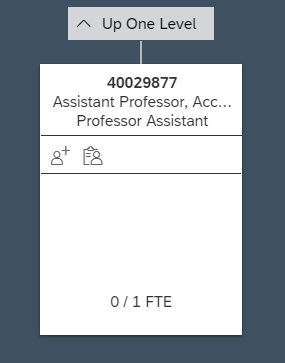 Up One Level
40029877
Assistant Professor, Acc...
Professor Assistant
0 / 1 FTE